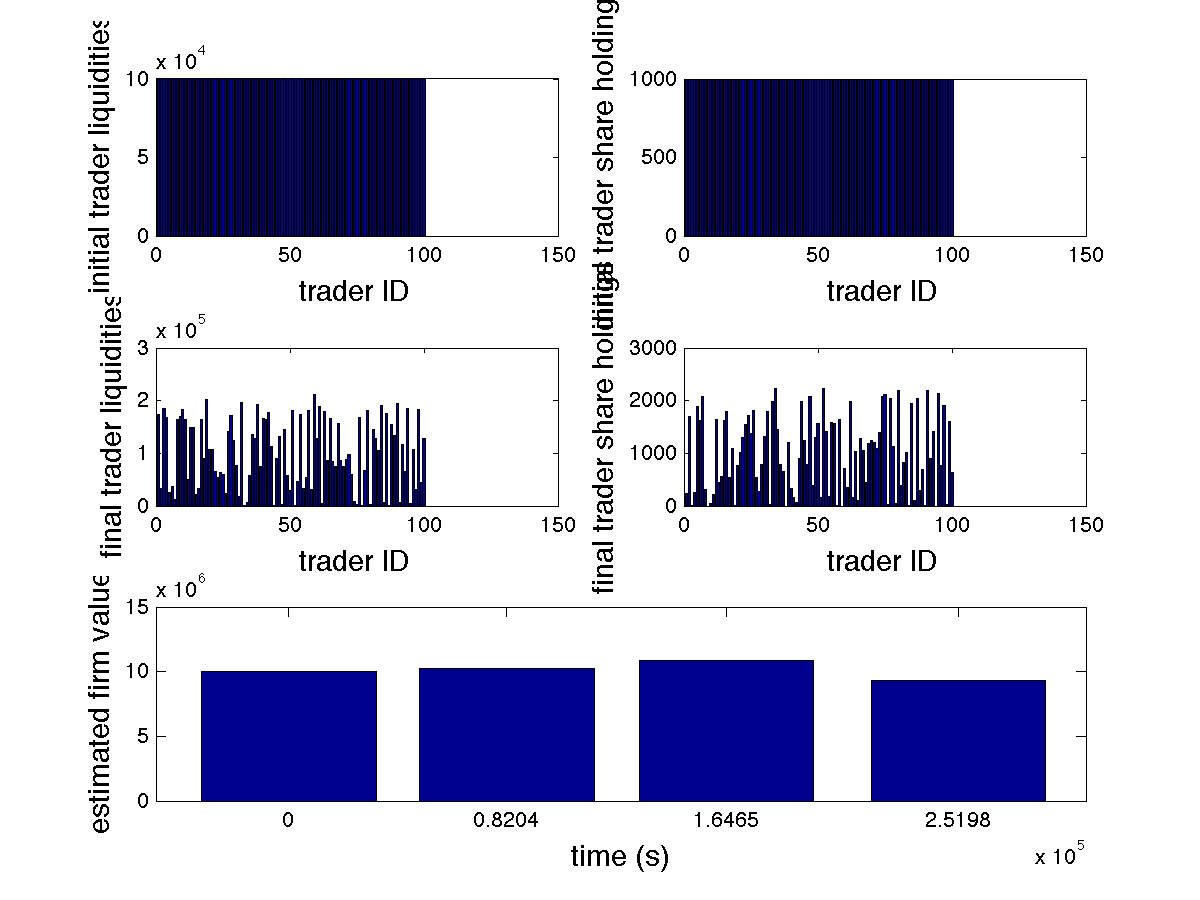 initial trader liquidities
x 10^4
10
5
0
0 50 100 150
trader ID
trader share holding
1000
500
0
0 50 100 150
trader ID
final trader liquidities
x 10^5
3
2
1
0
0 50 100 150
trader ID
final trader share holdings
3000
2000
1000
0
0 50 100 150
trader ID
estimated firm value
x 10^6
15
10
5
0
0 0.8204 1.6465 2.5198
time (s)
x 10^5